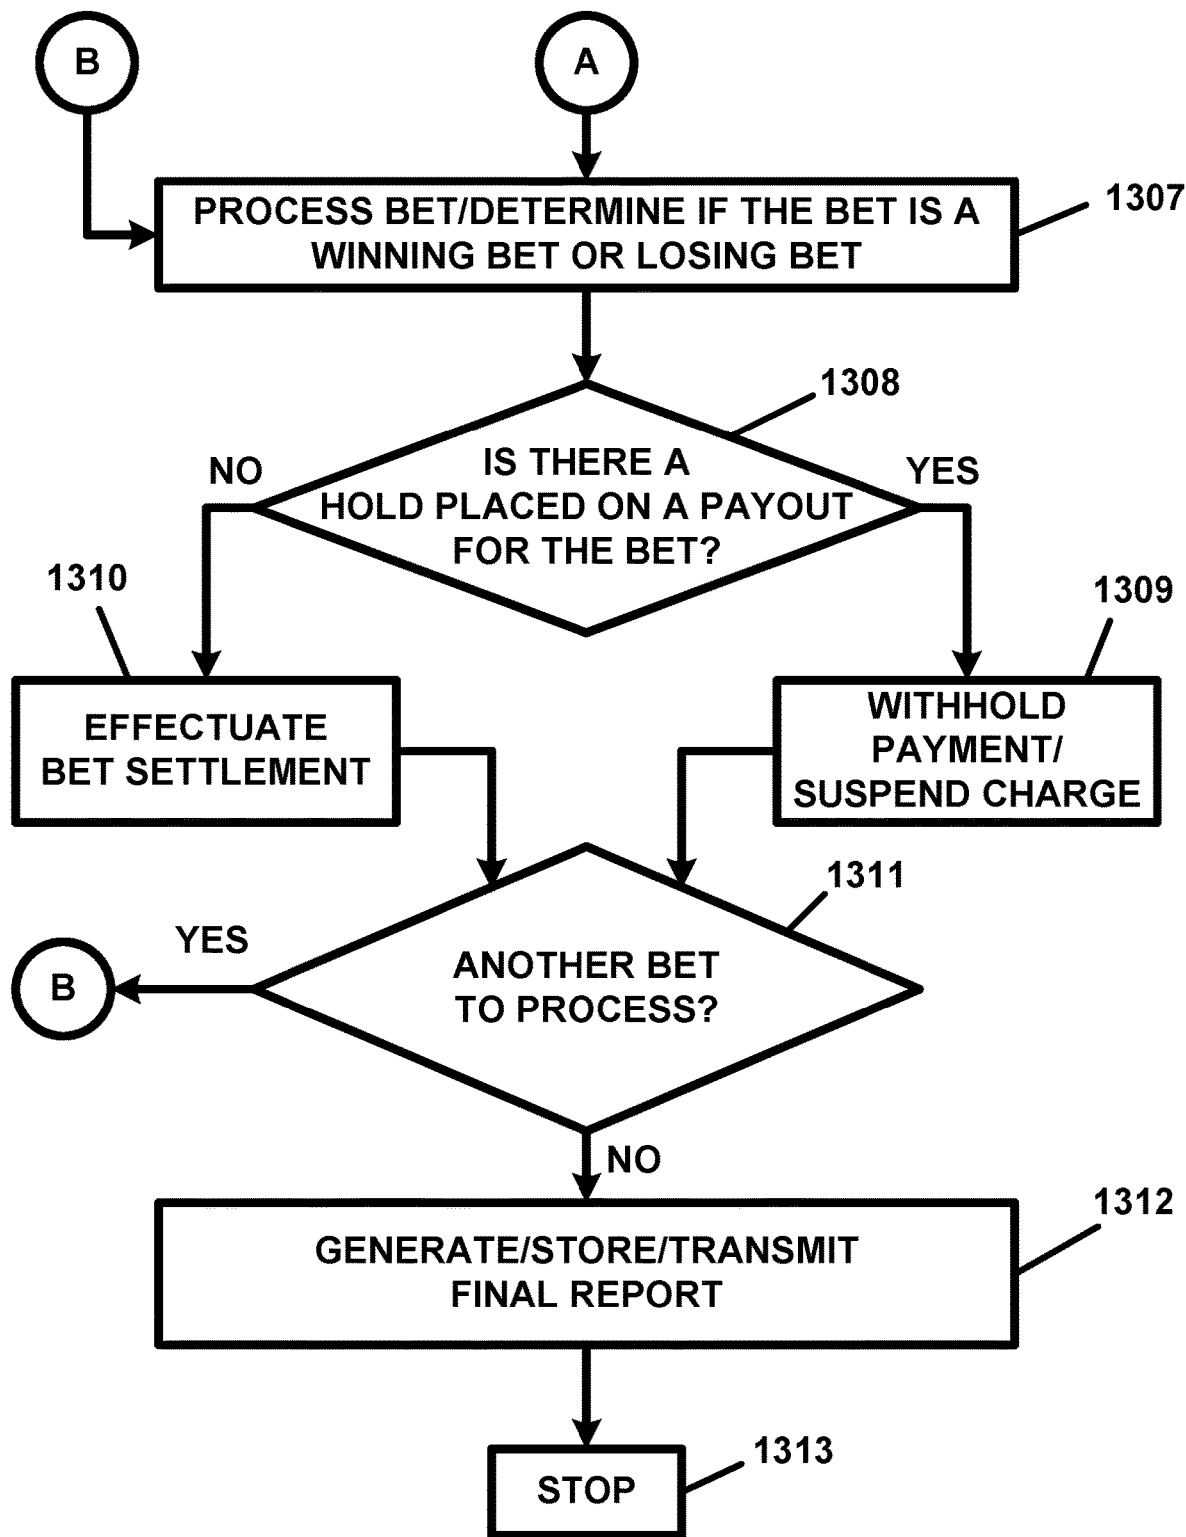 B
A
PROCESS BET/DETERMINE IF THE BET IS A
WINNING BET OR LOSING BET
1307
1308
IS THERE A
HOLD PLACED ON A PAYOUT
FOR THE BET?
NO
YES
1310
1309
EFFECTUATE
BET SETTLEMENT
WITHHOLD
PAYMENT/
SUSPEND CHARGE
1311
YES
B
ANOTHER BET
TO PROCESS?
NO
1312
GENERATE/STORE/TRANSMIT
FINAL REPORT
1313
STOP